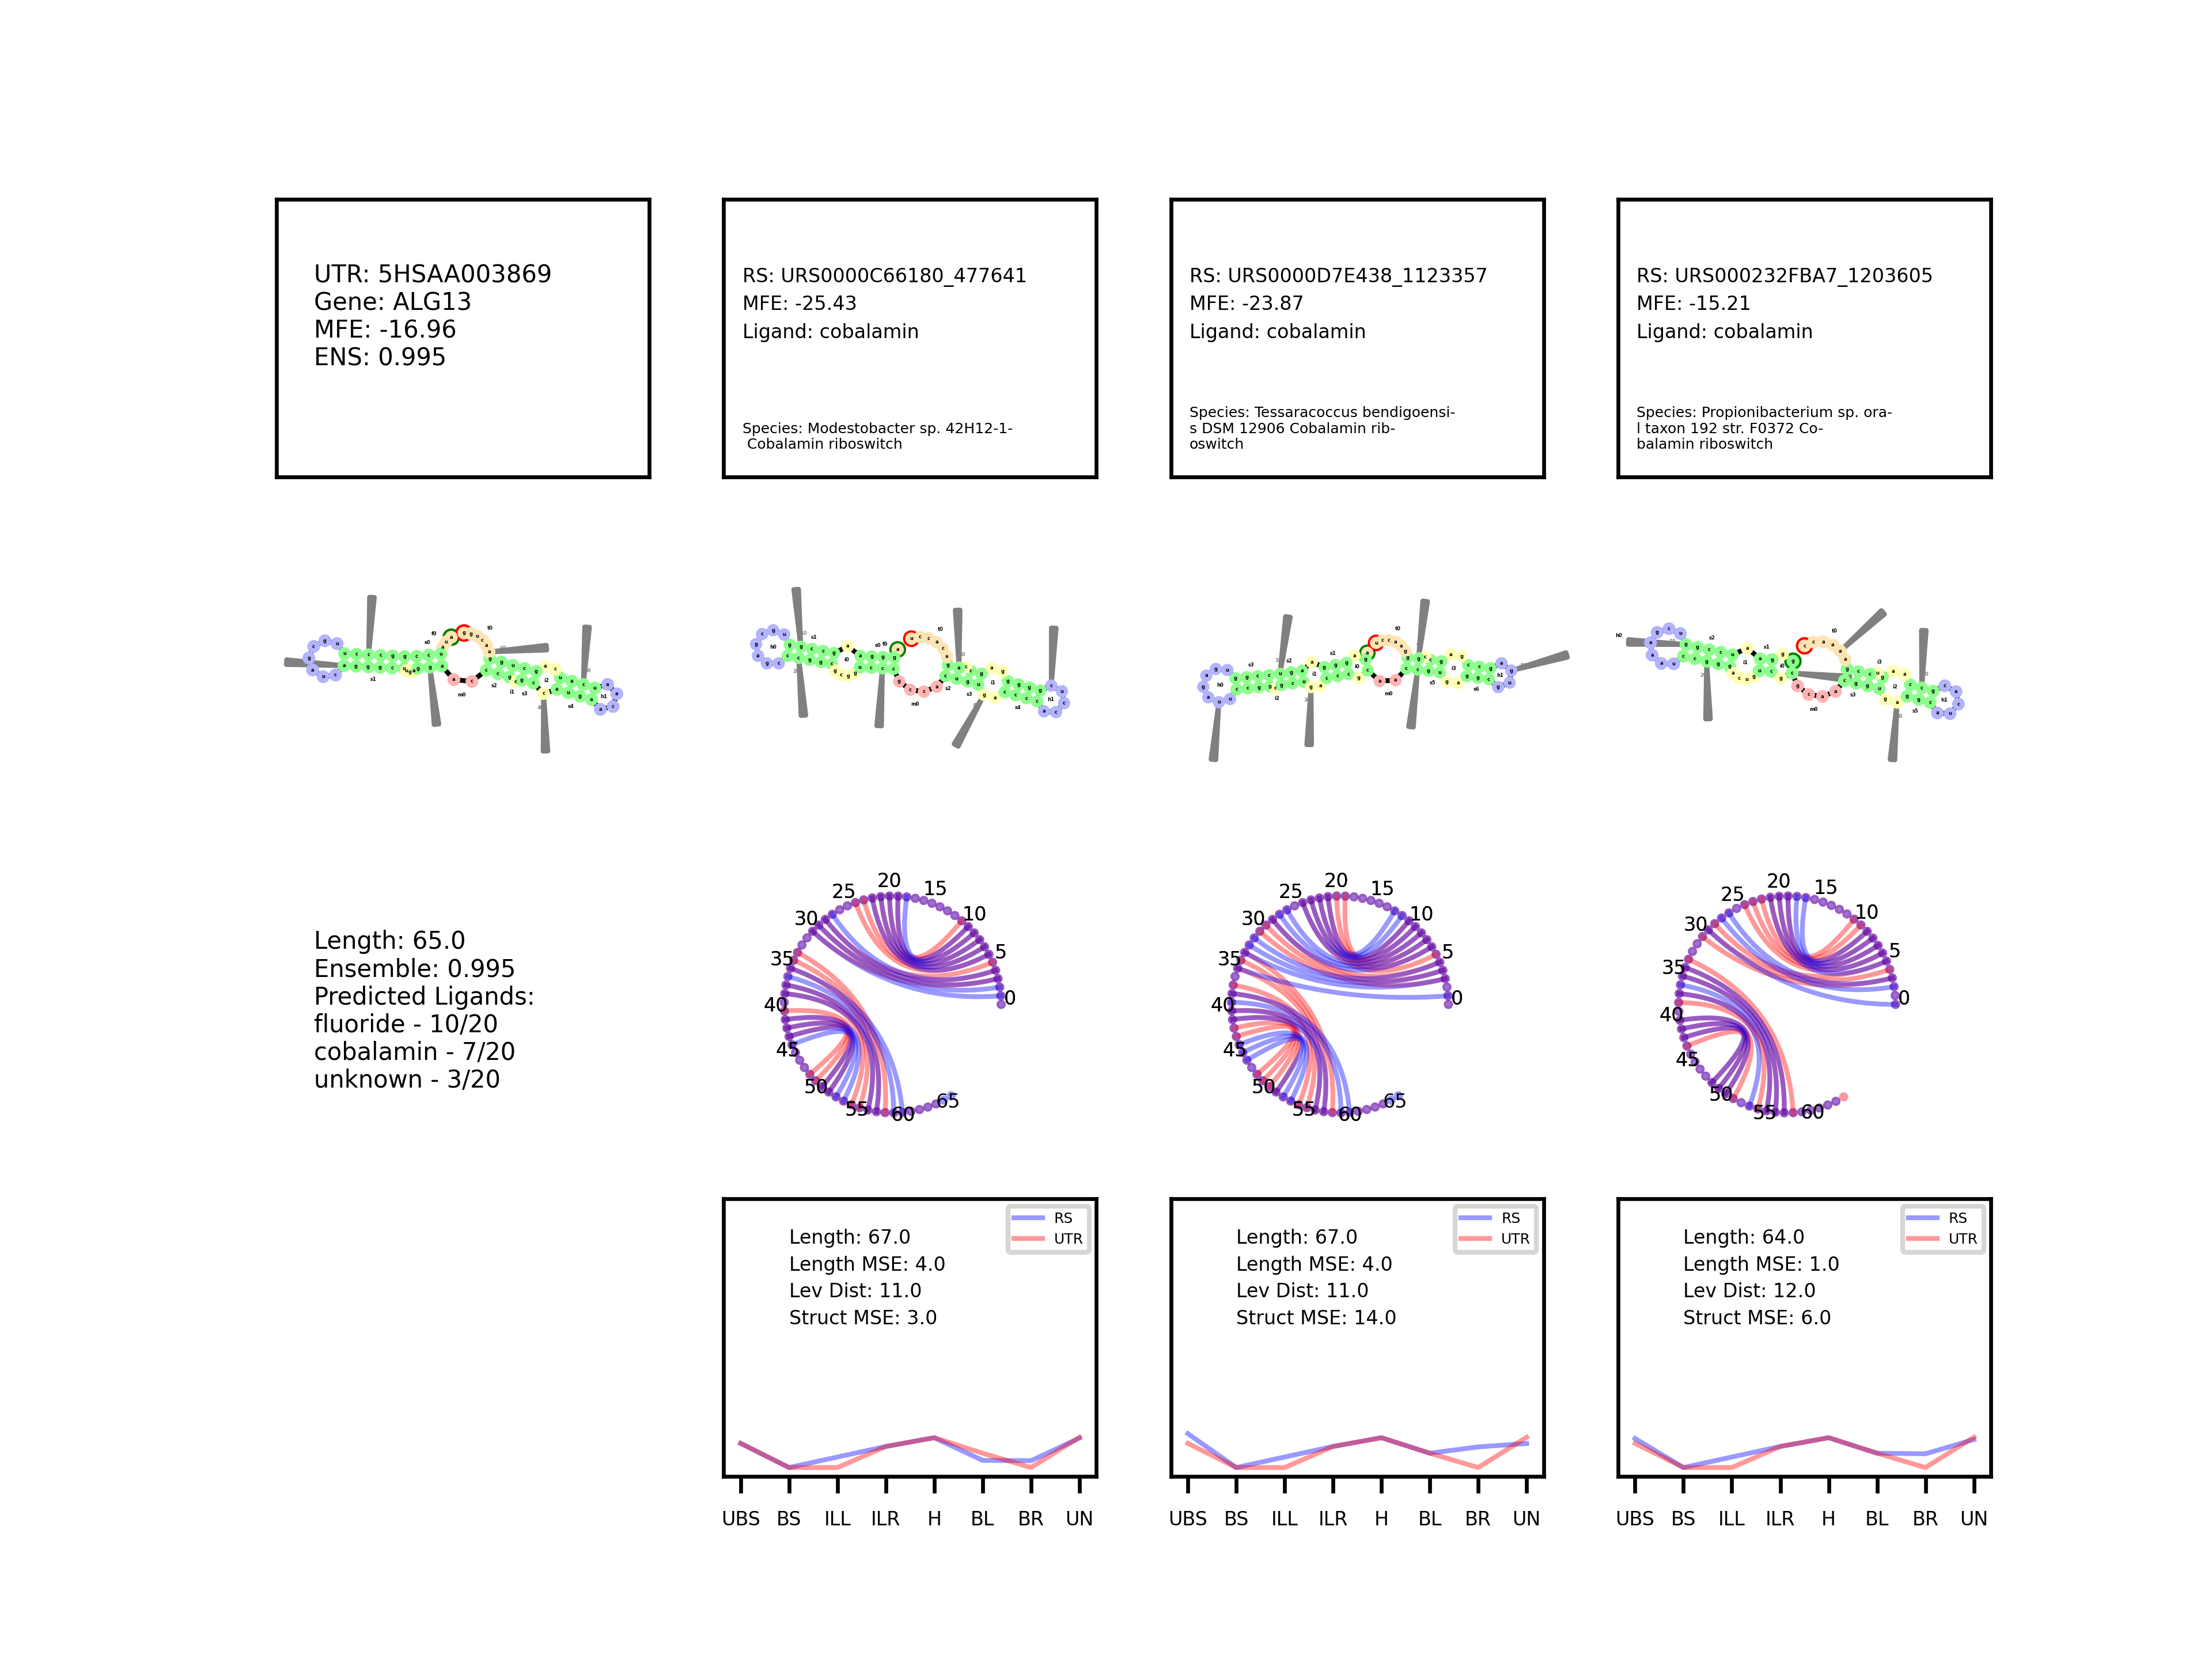 UTR: 5HSAA003869
Gene: ALG13
MFE: -16.96
ENS: 0.995
RS: URS0000C66180_477641
MFE: -25.43
Ligand: cobalamin
Species: Modestobacter sp. 42H12-1-
Cobalamin riboswitch
RS: URS0000D7E438_1123357
MFE: -23.87
Ligand: cobalamin
Species: Tessaracoccus bendigoensi-
s DSM 12906 Cobalamin rib-
oswitch
RS: URS000232FBA7_1203605
MFE: -15.21
Ligand: cobalamin
Species: Propionibacterium sp. ora-
l taxon 192 str. F0372 Co-
balamin riboswitch
Length: 65.0
Ensemble: 0.995
Predicted Ligands:
fluoride - 10/20
cobalamin - 7/20
unknown - 3/20
0 5 10 15 20 25 30 35 40 45 50 55 60 65
0 5 10 15 20 25 30 35 40 45 50 55 60 65
0 5 10 15 20 25 30 35 40 45 50 55 60
RS
UTR
Length: 67.0
Length MSE: 4.0
Lev Dist: 11.0
Struct MSE: 3.0
UBS BS ILL ILR H BL BR UN
RS
UTR
Length: 67.0
Length MSE: 4.0
Lev Dist: 11.0
Struct MSE: 14.0
UBS BS ILL ILR H BL BR UN
RS
UTR
Length: 64.0
Length MSE: 1.0
Lev Dist: 12.0
Struct MSE: 6.0
UBS BS ILL ILR H BL BR UN